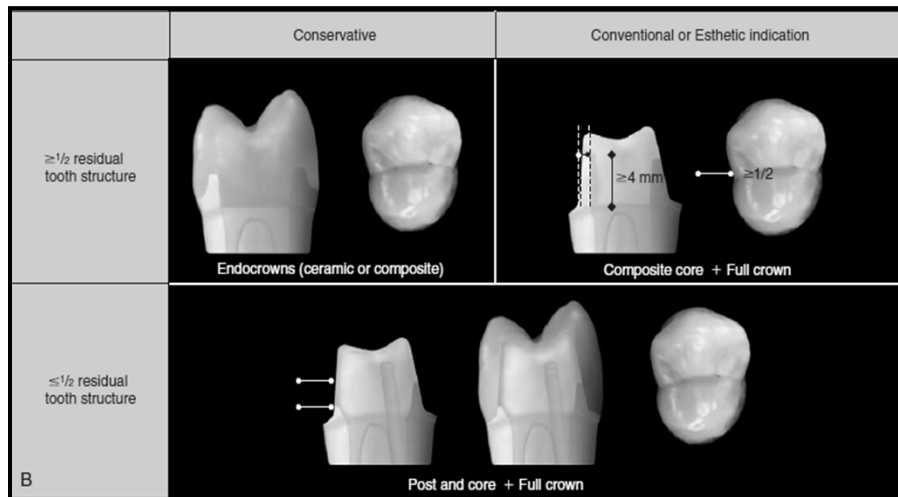 Conservative
Conventional or Esthetic indication
≥1/2 residual
tooth structure
Endocrowns (ceramic or composite)
≥4 mm
≥1/2
Composite core + Full crown
≤1/2 residual
tooth structure
Post and core + Full crown
B